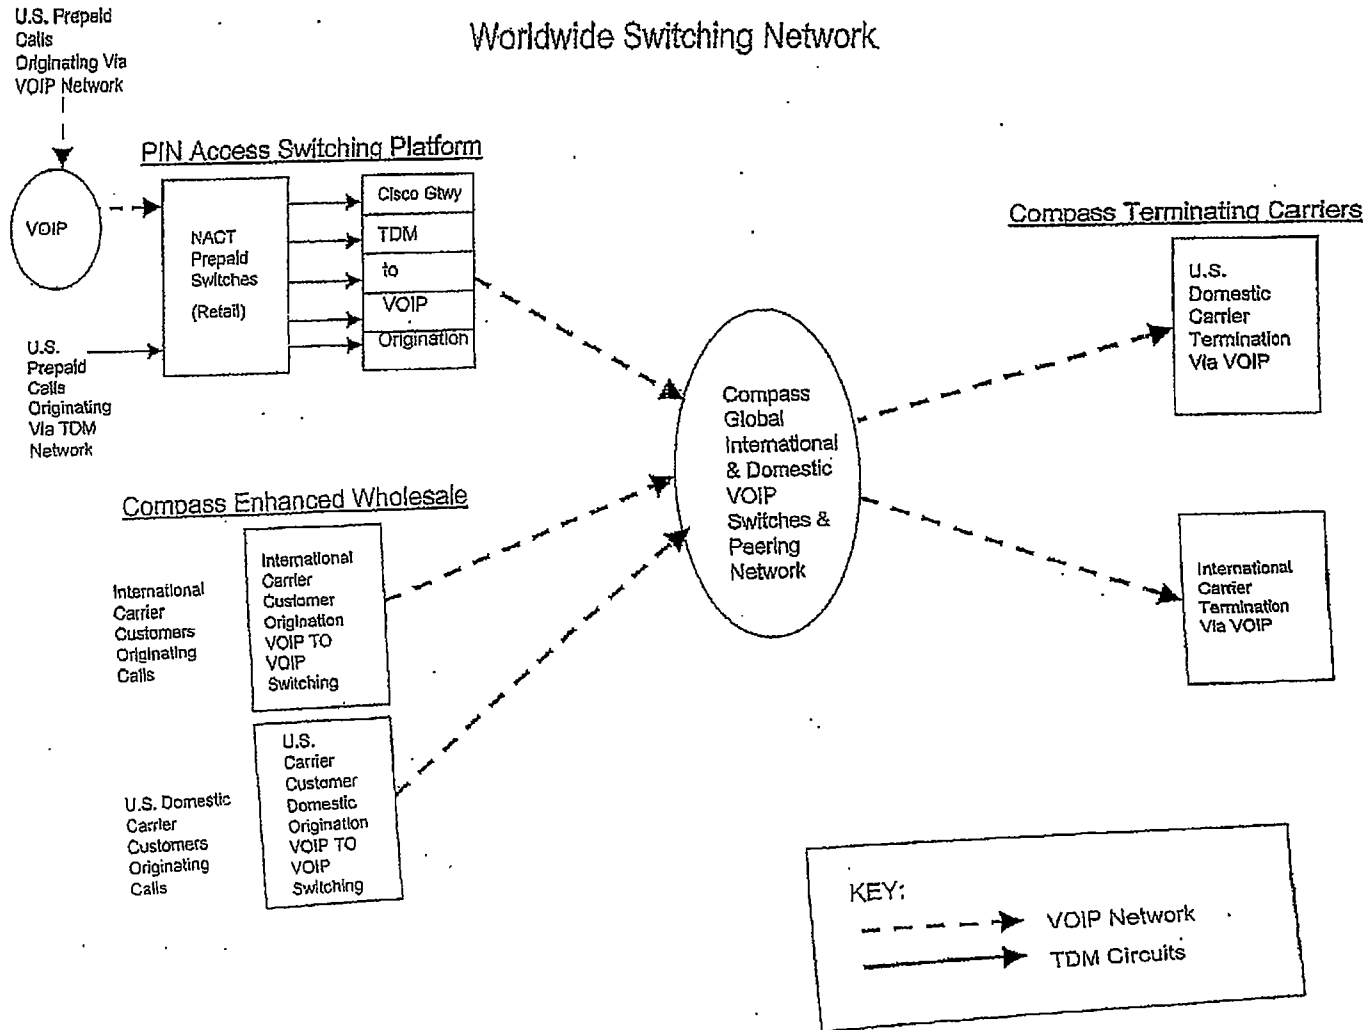 Worldwide Switching Network
U.S. Prepaid
Calls
Originating Via
VOIP Network
PIN Access Switching Platform
VOIP
NACT
Prepaid
Switches
(Retail)
Cisco Gtwy
TDM
to
VOIP
Origination
U.S.
Prepaid
Calls
Originating
Via TDM
Network
Compass Enhanced Wholesale
International
Carrier
Customers
Originating
Calls
International
Carrier
Customer
Origination
VOIP TO
VOIP
Switching
U.S. Domestic
Carrier
Customers
Originating
Calls
U.S.
Carrier
Customer
Domestic
Origination
VOIP TO
VOIP
Switching
Compass
Global
International
& Domestic
VOIP
Switches &
Peering
Network
Compass Terminating Carriers
U.S.
Domestic
Carrier
Termination
Via VOIP
International
Carrier
Termination
Via VOIP
KEY:
VOIP Network
TDM Circuits